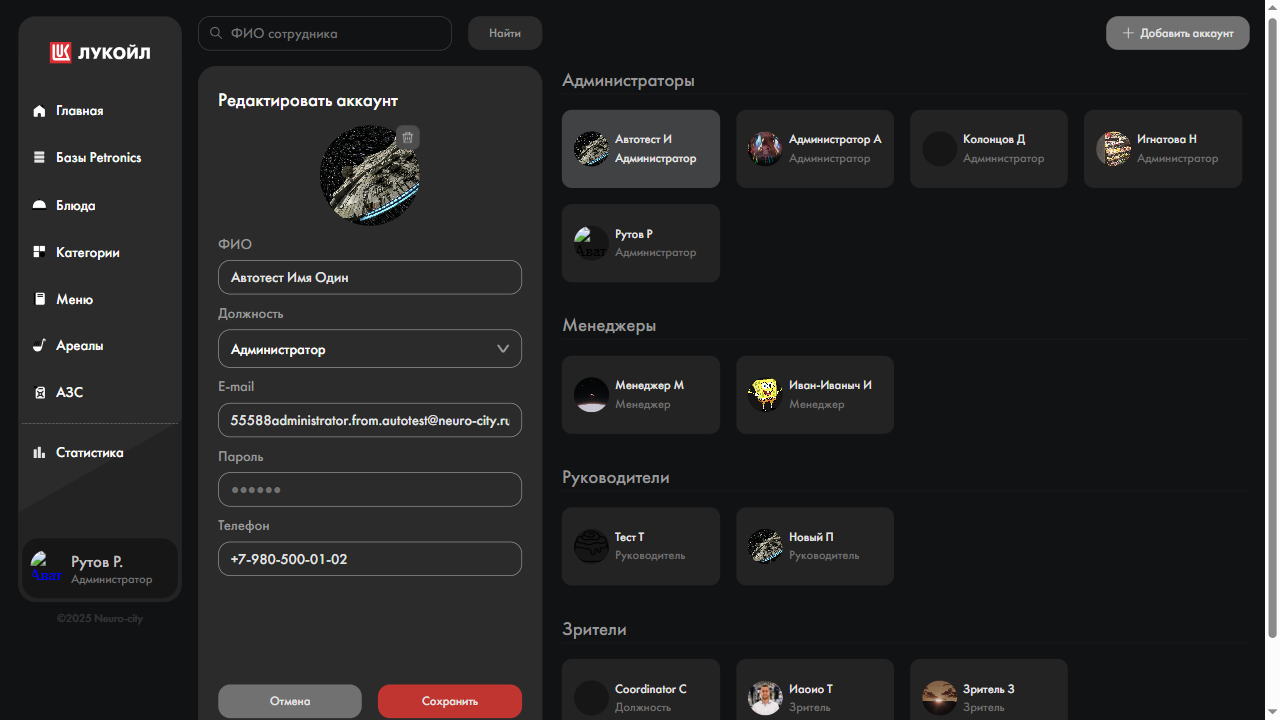 ЛУКОЙЛ
Главная
Базы Petronics
Блюда
Категории
Меню
Ареалы
АЗС
Статистика
Рутов Р.
Администратор
©2025 Neuro-city
ФИО сотрудника
Найти
Добавить аккаунт
Редактировать аккаунт
ФИО
Автотест Имя Один
Должность
Администратор
E-mail
55588administrator.from.autotest@neuro-city.ru
Пароль
Телефон
+7-980-500-01-02
Отмена
Сохранить
Администраторы
Автотест И
Администратор
Администратор А
Администратор
Колонцов Д
Администратор
Игнатова Н
Администратор
Рутов Р
Администратор
Менеджеры
Менеджер М
Менеджер
Иван-Иваныч И
Менеджер
Руководители
Тест Т
Руководитель
Новый П
Руководитель
Зрители
Coordinator C
Должность
Иаоио Т
Зритель
Зритель З
Зритель